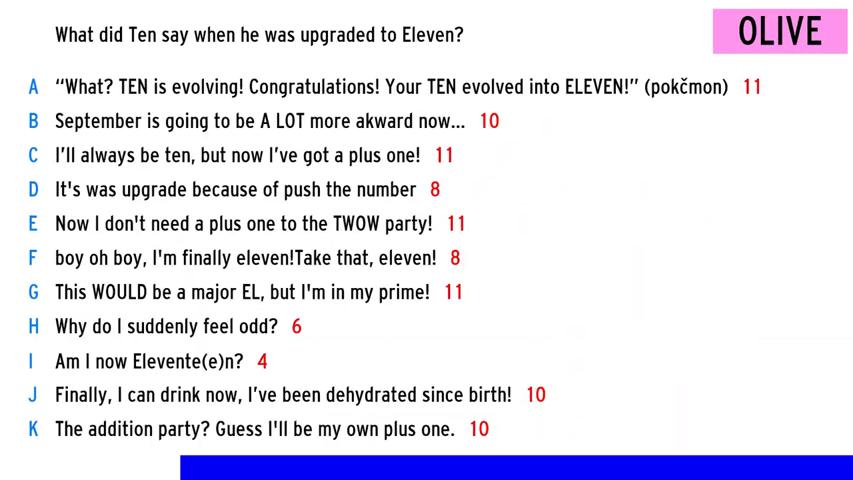 What did Ten say when he was upgraded to Eleven?
OLIVE
A “What? TEN is evolving! Congratulations! Your TEN evolved into ELEVEN!” (pokčmon) 11
B September is going to be A LOT more akward now... 10
C I’ll always be ten, but now I’ve got a plus one! 11
D It's was upgrade because of push the number 8
E Now I don't need a plus one to the TWOW party! 11
F boy oh boy, I'm finally eleven!Take that, eleven! 8
G This WOULD be a major EL, but I'm in my prime! 11
H Why do I suddenly feel odd? 6
I Am I now Elevente(e)n? 4
J Finally, I can drink now, I’ve been dehydrated since birth! 10
K The addition party? Guess I'll be my own plus one. 10